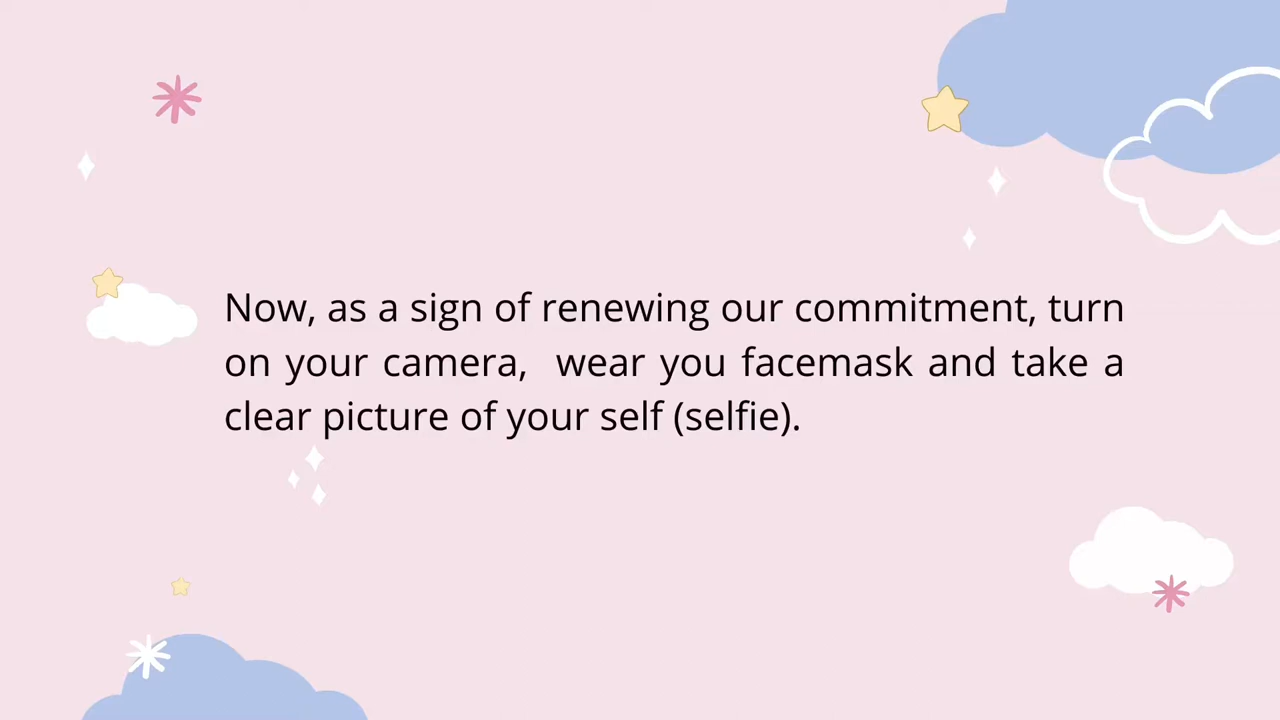 Now, as a sign of renewing our commitment, turn
on your camera,  wear you facemask and take a
clear picture of your self (selfie).